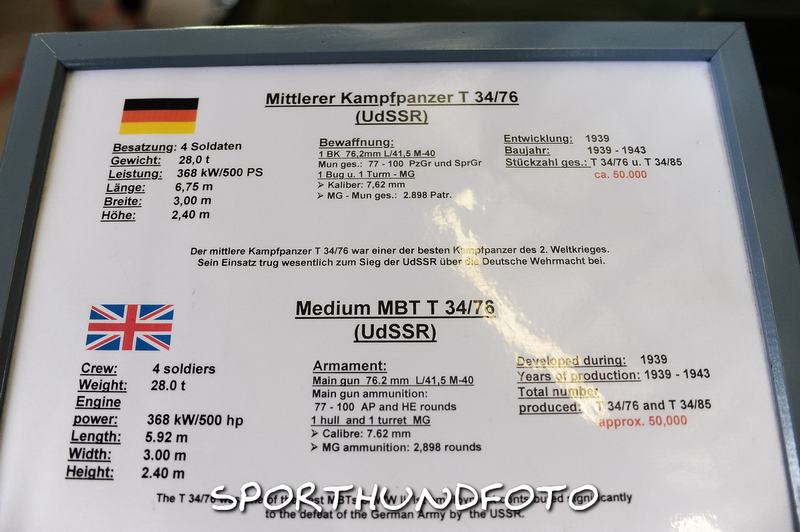 Mittlerer Kampfpanzer T 34/76
(UdSSR)
Besatzung: 4 Soldaten
Gewicht: 28,0 t
Leistung: 368 kW/500 PS
Länge: 6,75 m
Breite: 3,00 m
Höhe: 2,40 m
Bewaffnung:
1 BK 76,2mm L/41,5 M-40
Mun ges.: 77 - 100 PzGr und SprGr
1 Bug u. 1 Turm - MG
➢ Kaliber: 7,62 mm
➢ MG - Mun ges.: 2.898 Patr.
Entwicklung: 1939
Baujahr: 1939 - 1943
Stückzahl ges.: T 34/76 u. T 34/85
ca. 50.000
Der mittlere Kampfpanzer T 34/76 war einer der besten Kampfpanzer des 2. Weltkrieges.
Sein Einsatz trug wesentlich zum Sieg der UdSSR über die Deutsche Wehrmacht bei.
Medium MBT T 34/76
(UdSSR)
Crew: 4 soldiers
Weight: 28.0 t
Engine
power: 368 kW/500 hp
Length: 5.92 m
Width: 3.00 m
Height: 2.40 m
Armament:
Main gun 76.2 mm L/41,5 M-40
Main gun ammunition:
77 - 100 AP and HE rounds
1 hull and 1 turret MG
➢ Calibre: 7.62 mm
➢ MG ammunition: 2,898 rounds
Developed during: 1939
Years of production: 1939 - 1943
Total number
produced: T 34/76 and T 34/85
approx. 50,000
The T 34/76 MBTs significantly
to the defeat of the German Army by the USSR.
SPORTHUNDFOTO